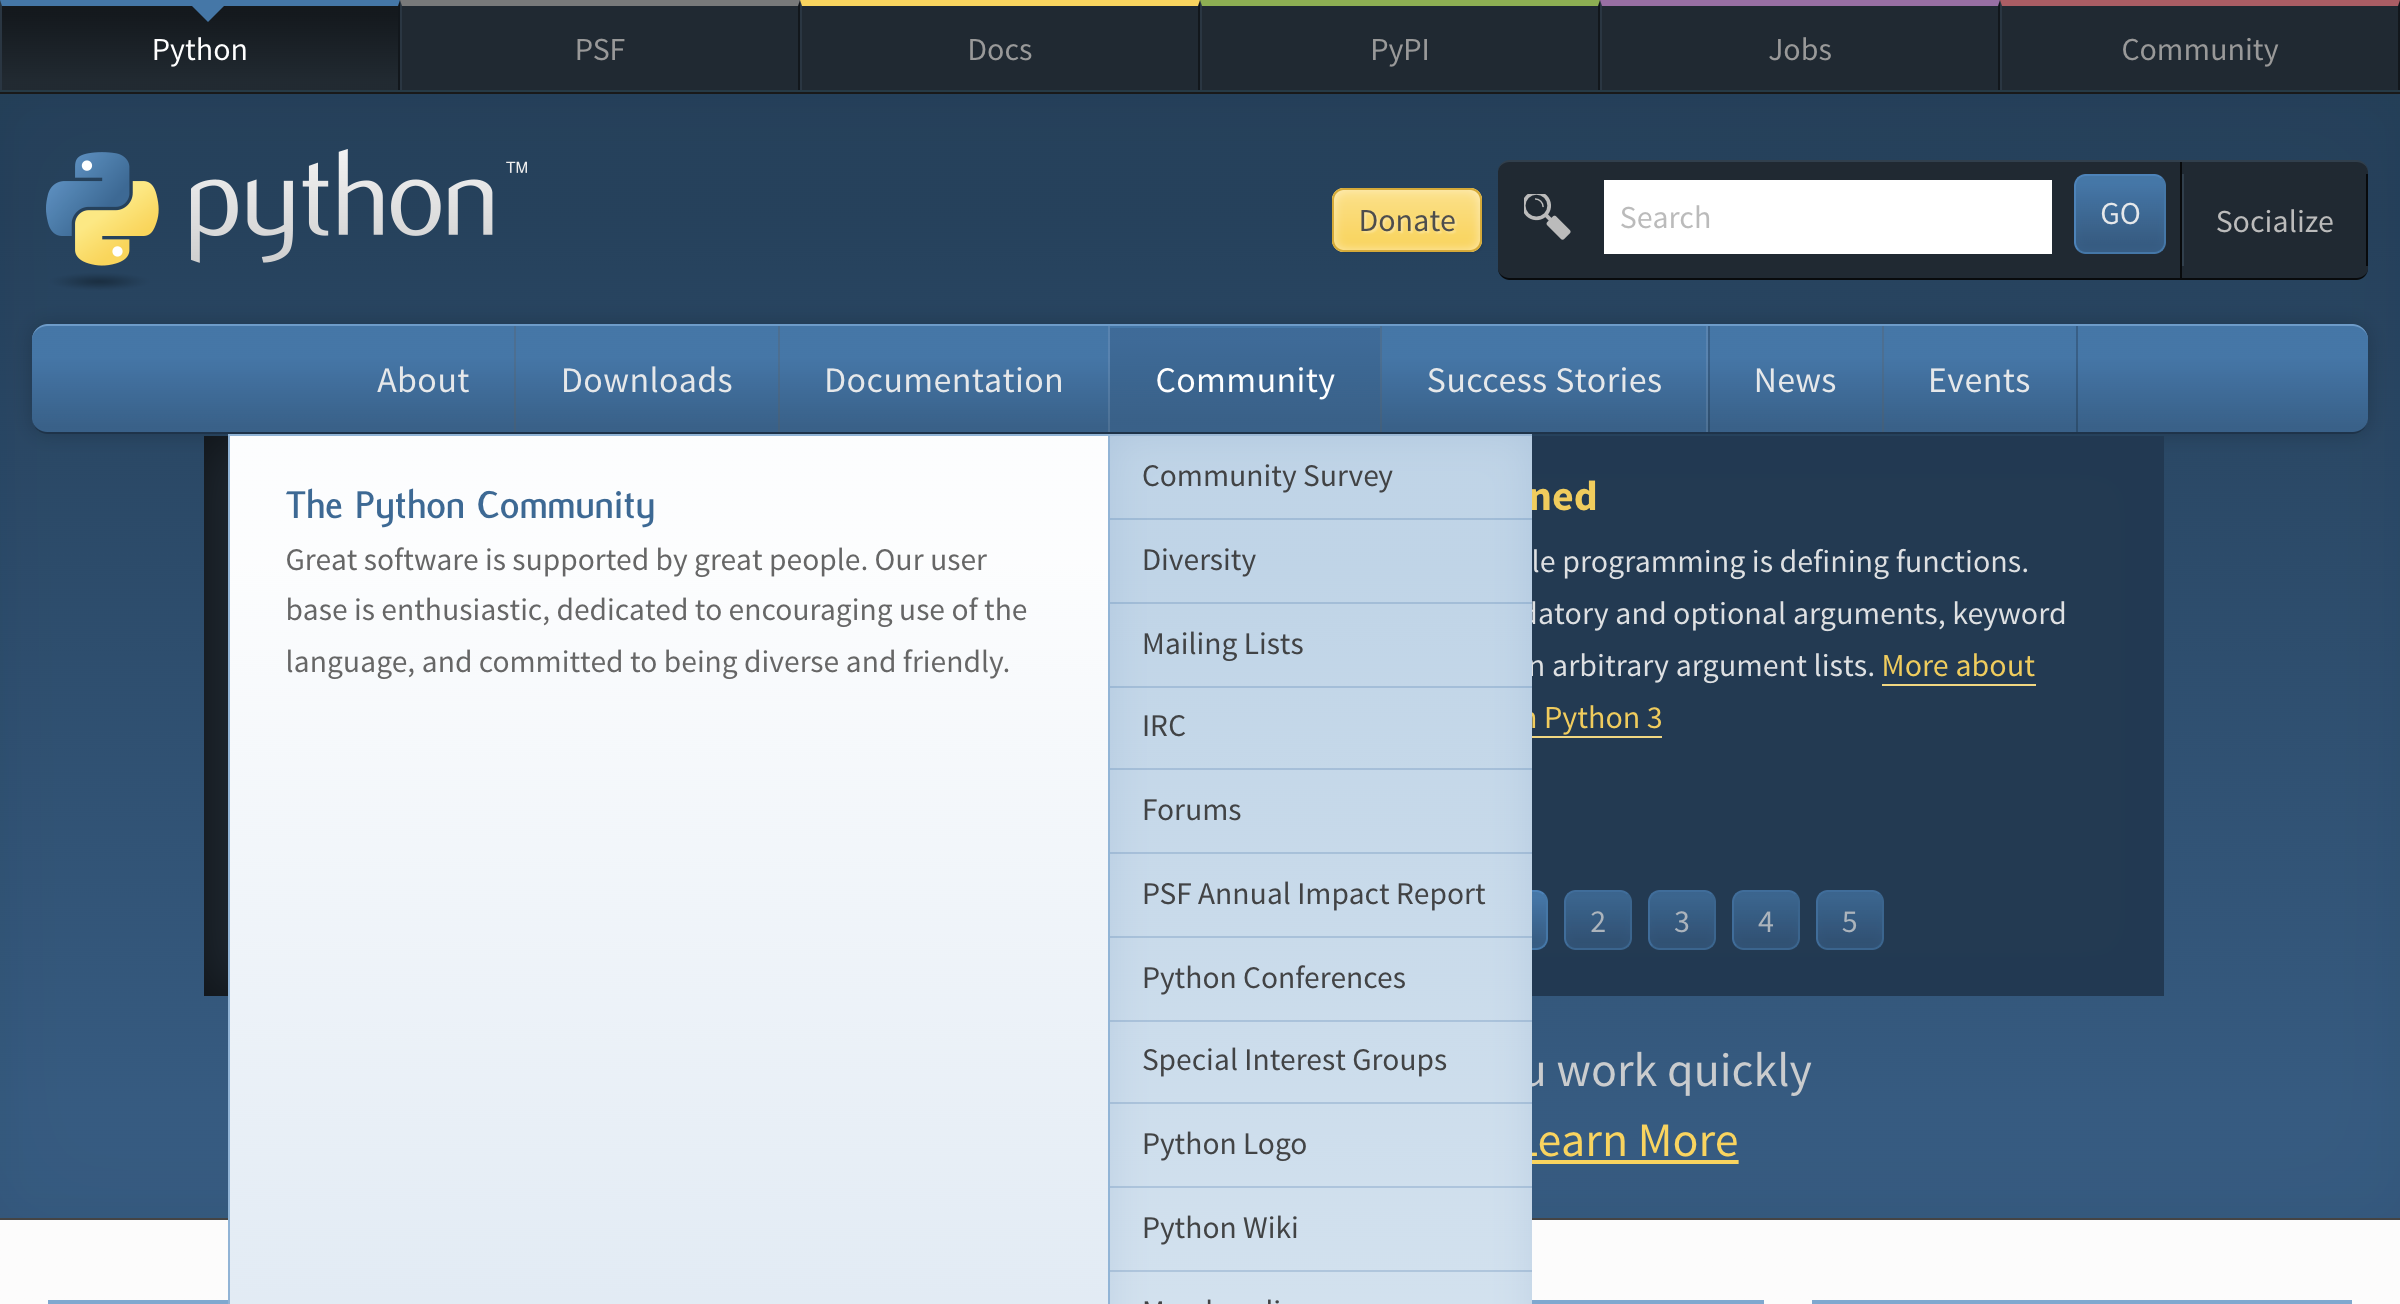 Python
PSF
Docs
PyPI
Jobs
Community
python™
Donate
Search
GO
Socialize
About
Downloads
Documentation
Community
Success Stories
News
Events
The Python Community
Great software is supported by great people. Our user
base is enthusiastic, dedicated to encouraging use of the
language, and committed to being diverse and friendly.
Community Survey
Diversity
Mailing Lists
IRC
Forums
PSF Annual Impact Report
Python Conferences
Special Interest Groups
Python Logo
Python Wiki
ned
le programming is defining functions.
datory and optional arguments, keyword
arbitrary argument lists. More about
Python 3
2
3
4
5
work quickly
Learn More